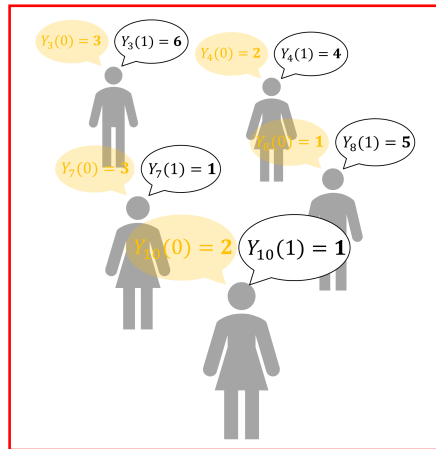 Y₃(0) = 3
Y₃(1) = 6
Y₄(0) = 2
Y₄(1) = 4
Y₈(0) = 1
Y₈(1) = 5
Y₇(0) = 3
Y₇(1) = 1
Y₁₀(0) = 2
Y₁₀(1) = 1